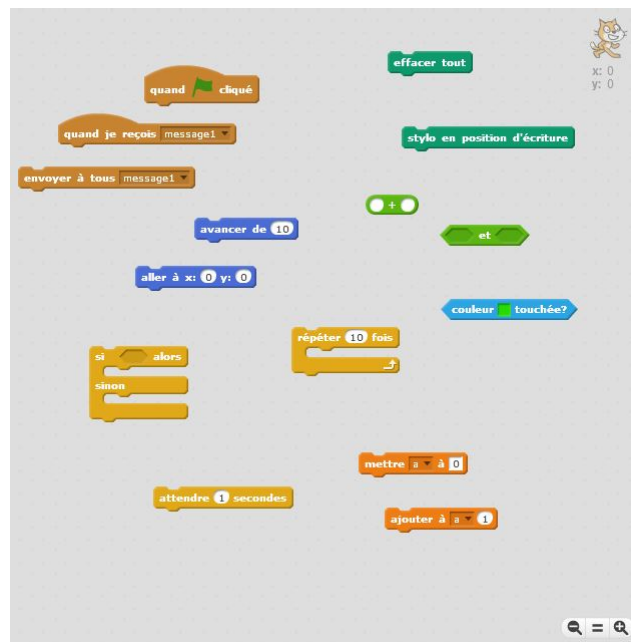 effacer tout
x: 0
y: 0
quand cliqué
quand je reçois message1
stylo en position d'écriture
envoyer à tous message1
+
avancer de 10
et
aller à x: 0 y: 0
couleur touchée?
répéter 10 fois
si alors
sinon
mettre a à 0
attendre 1 secondes
ajouter à a 1